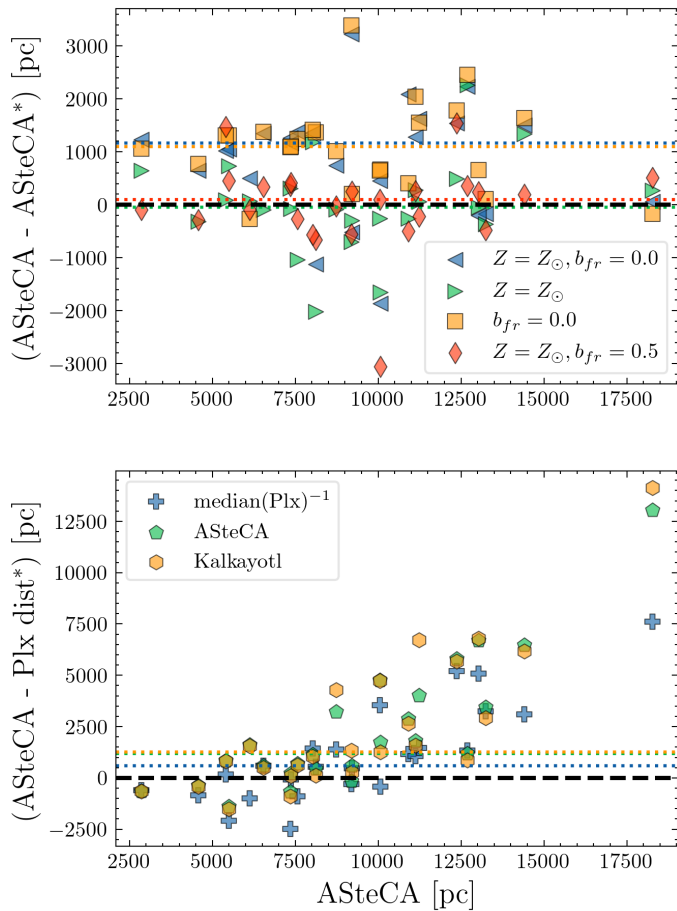 (ASteCA - ASteCA*) [pc]
3000
2000
1000
0
−1000
−2000
−3000
Z = Z⊙, b_fr = 0.0
Z = Z⊙
b_fr = 0.0
Z = Z⊙, b_fr = 0.5
2500 5000 7500 10000 12500 15000 17500
(ASteCA - Plx dist*) [pc]
12500
10000
7500
5000
2500
0
−2500
median(Plx)⁻¹
ASteCA
Kalkayotl
2500 5000 7500 10000 12500 15000 17500
ASteCA [pc]